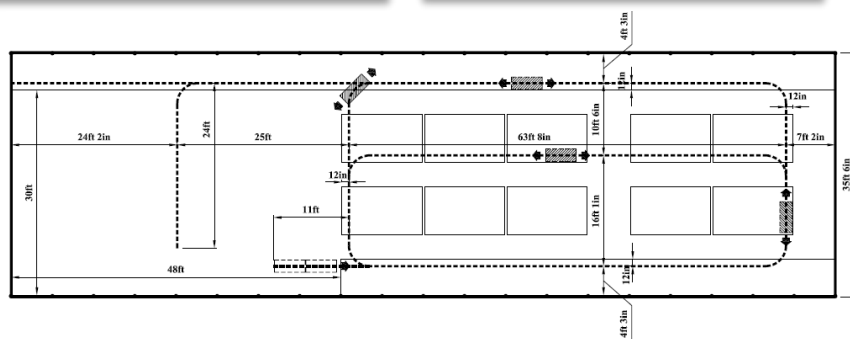 4ft 3in
12in
12in
24ft 2in
25ft
24ft
63ft 8in
10ft 6in
7ft 2in
35ft 6in
30ft
12in
11ft
16ft 1in
48ft
12in
4ft 3in